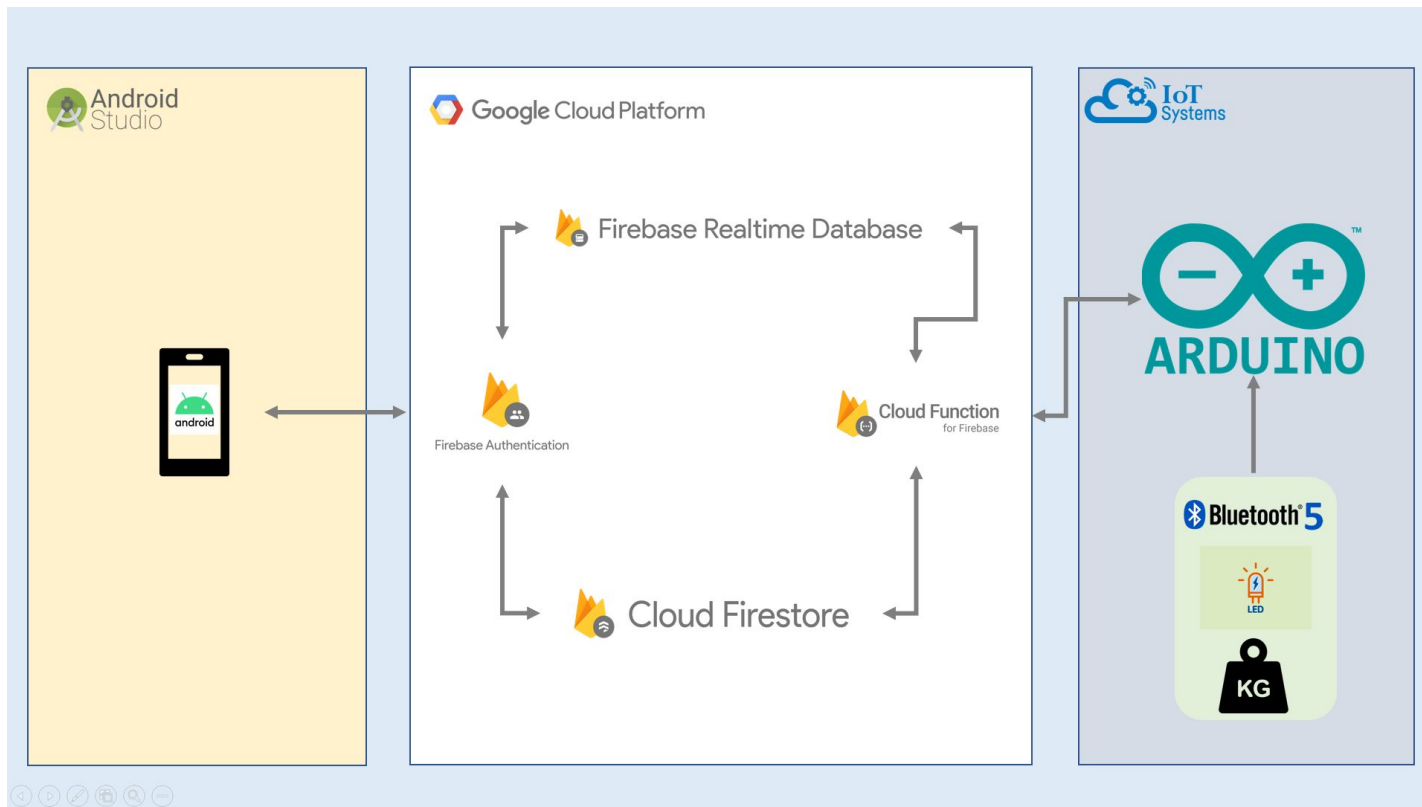 Android
Studio
android
Google Cloud Platform
Firebase Realtime Database
Firebase Authentication
Cloud Function
for Firebase
Cloud Firestore
IoT
Systems
TM
ARDUINO
Bluetooth® 5
LED
KG